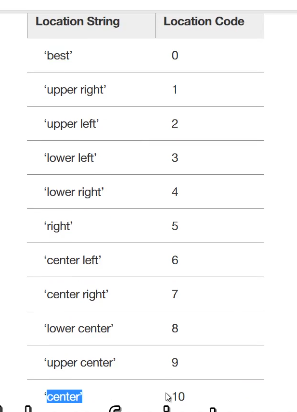 Location String Location Code
‘best’ 0
‘upper right’ 1
‘upper left’ 2
‘lower left’ 3
‘lower right’ 4
‘right’ 5
‘center left’ 6
‘center right’ 7
‘lower center’ 8
‘upper center’ 9
‘center’ 10